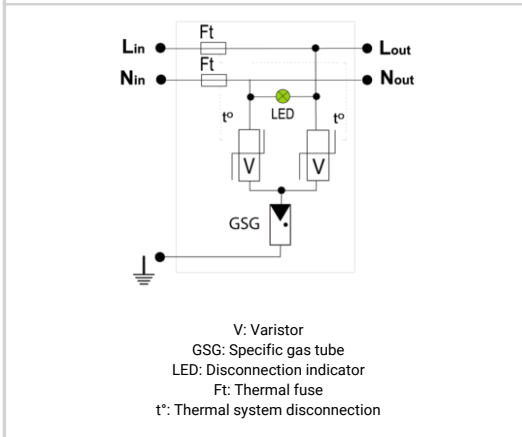 Ft
Lin Lout
Ft
Nin Nout
t° LED t°
V V
GSG
V: Varistor
GSG: Specific gas tube
LED: Disconnection indicator
Ft: Thermal fuse
t°: Thermal system disconnection